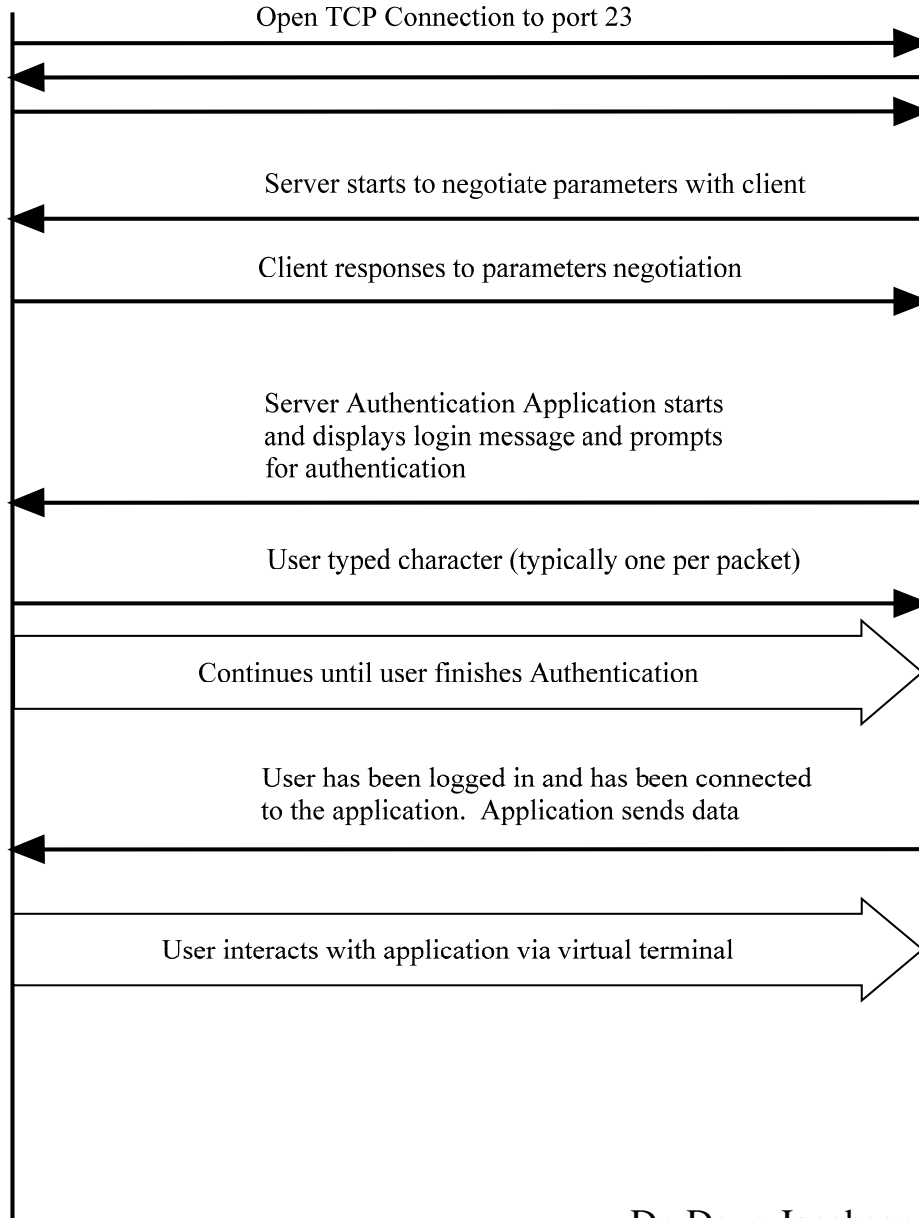 Open TCP Connection to port 23
Server starts to negotiate parameters with client
Client responses to parameters negotiation
Server Authentication Application starts
and displays login message and prompts
for authentication
User typed character (typically one per packet)
Continues until user finishes Authentication
User has been logged in and has been connected
to the application. Application sends data
User interacts with application via virtual terminal